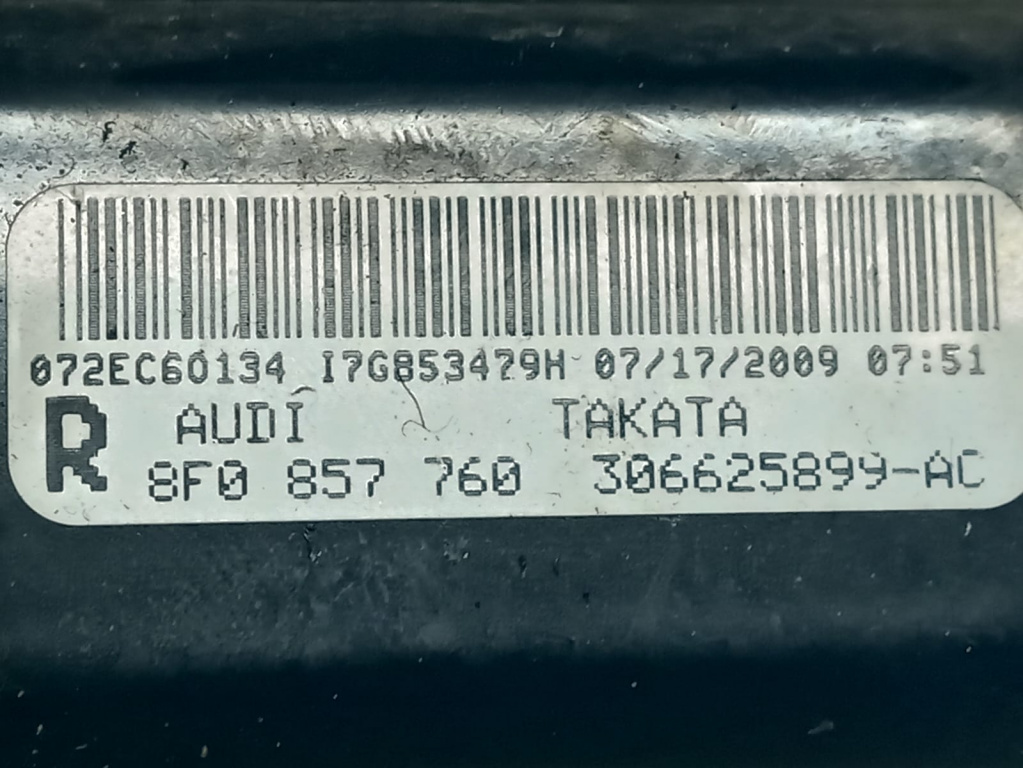 072EC60134 I7G853479H 07/17/2009 07:51
R AUDI TAKATA
8F0 857 760 306625899-AC